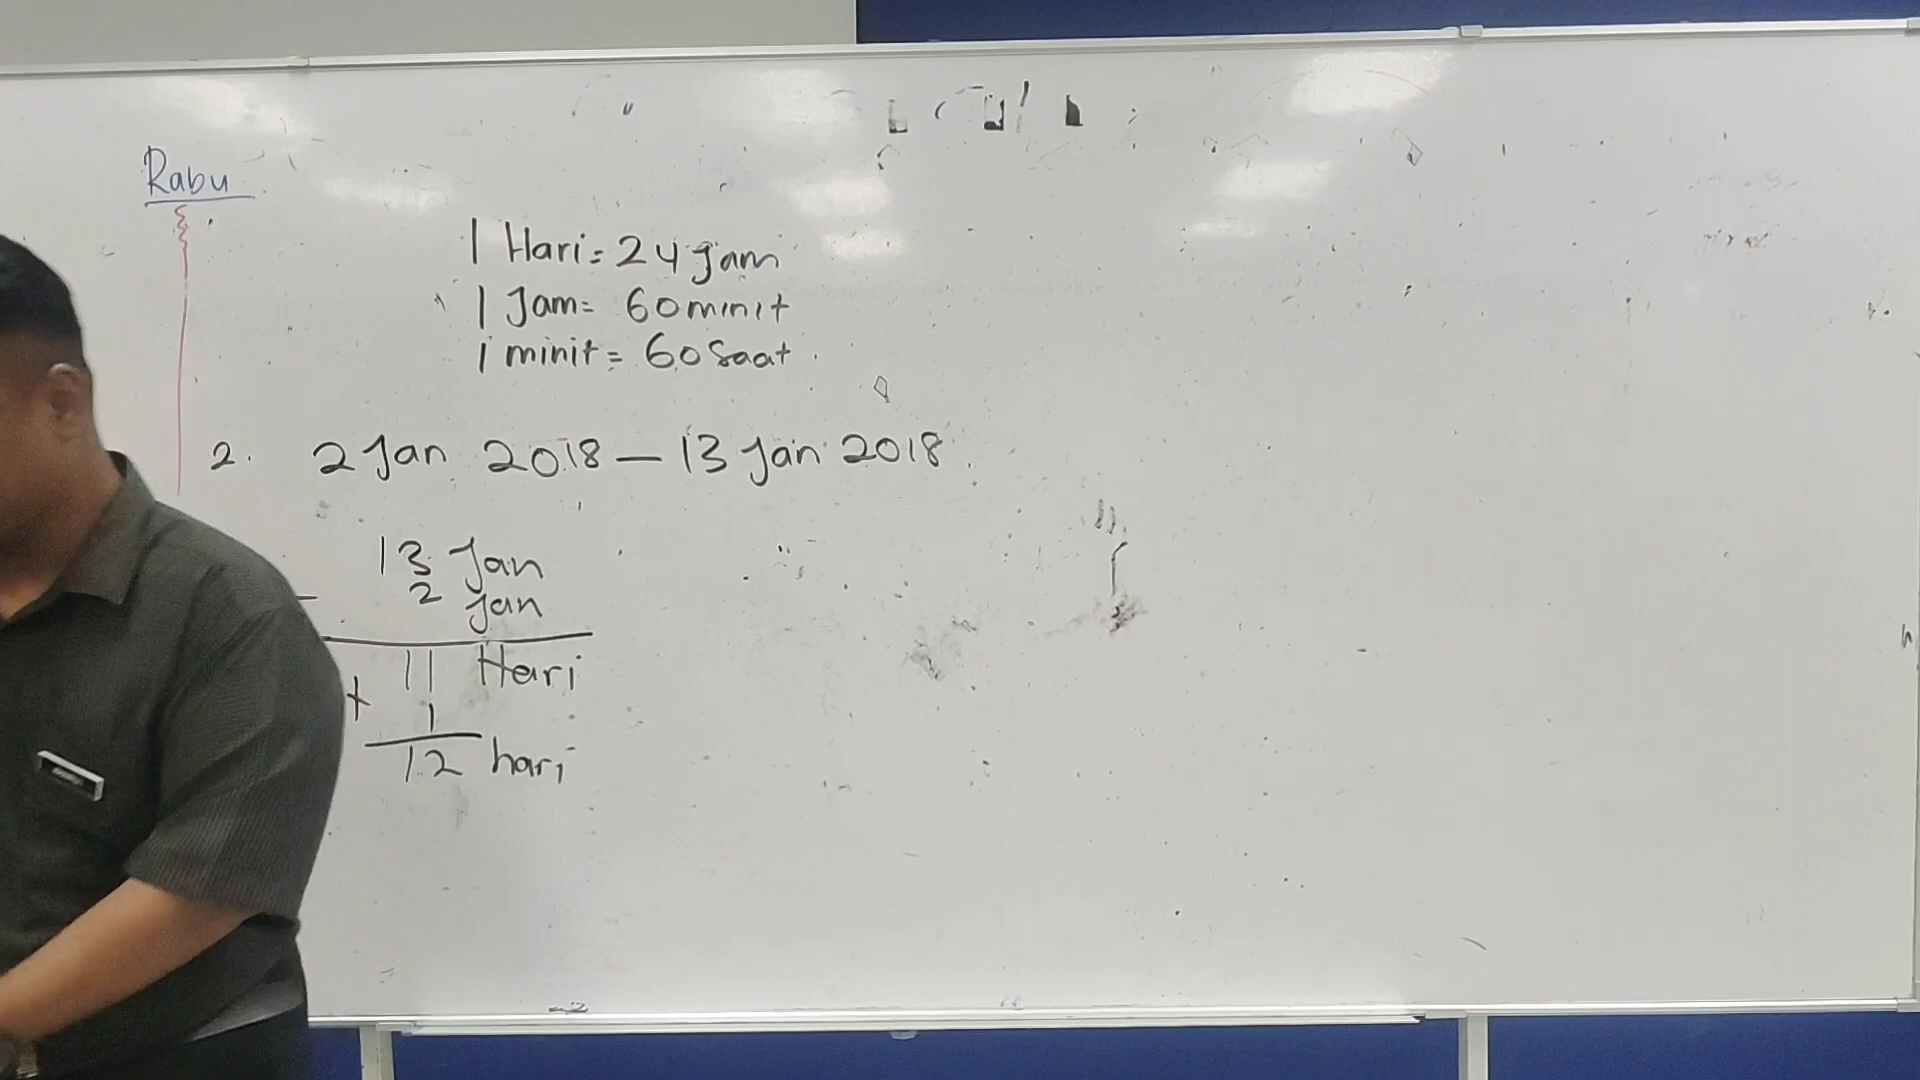 Rabu
1 Hari = 24 Jam
1 Jam = 60 minit
1 minit = 60 Saat
2. 2 Jan 2018 — 13 Jan 2018
13 Jan
- 2 Jan
11 Hari
+ 1
12 hari